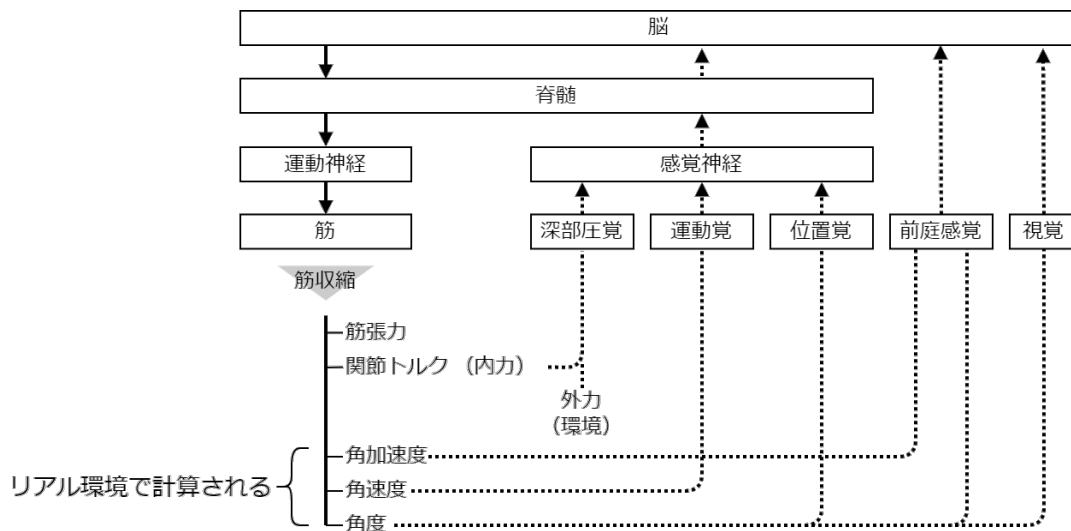 脳
脊髄
運動神経
感覚神経
筋
深部圧覚
運動覚
位置覚
前庭感覚
視覚
筋収縮
筋張力
関節トルク（内力）
外力
（環境）
角加速度
リアル環境で計算される
角速度
角度